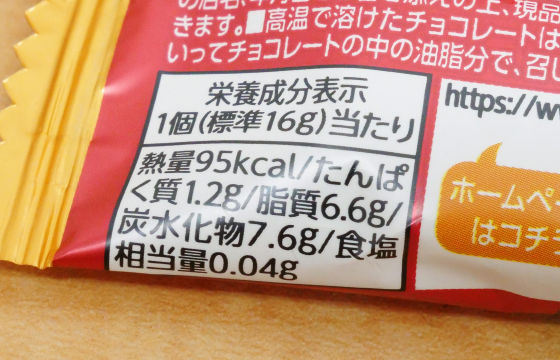 の上、現品
きます。■高温で溶けたチョコレートは
いってチョコレートの中の油脂分で、召し
栄養成分表示
1個(標準16g)当たり
熱量95kcal/たんぱ
く質1.2g/脂質6.6g/
炭水化物7.6g/食塩
相当量0.04g
https://w
ホームペ
はコチ